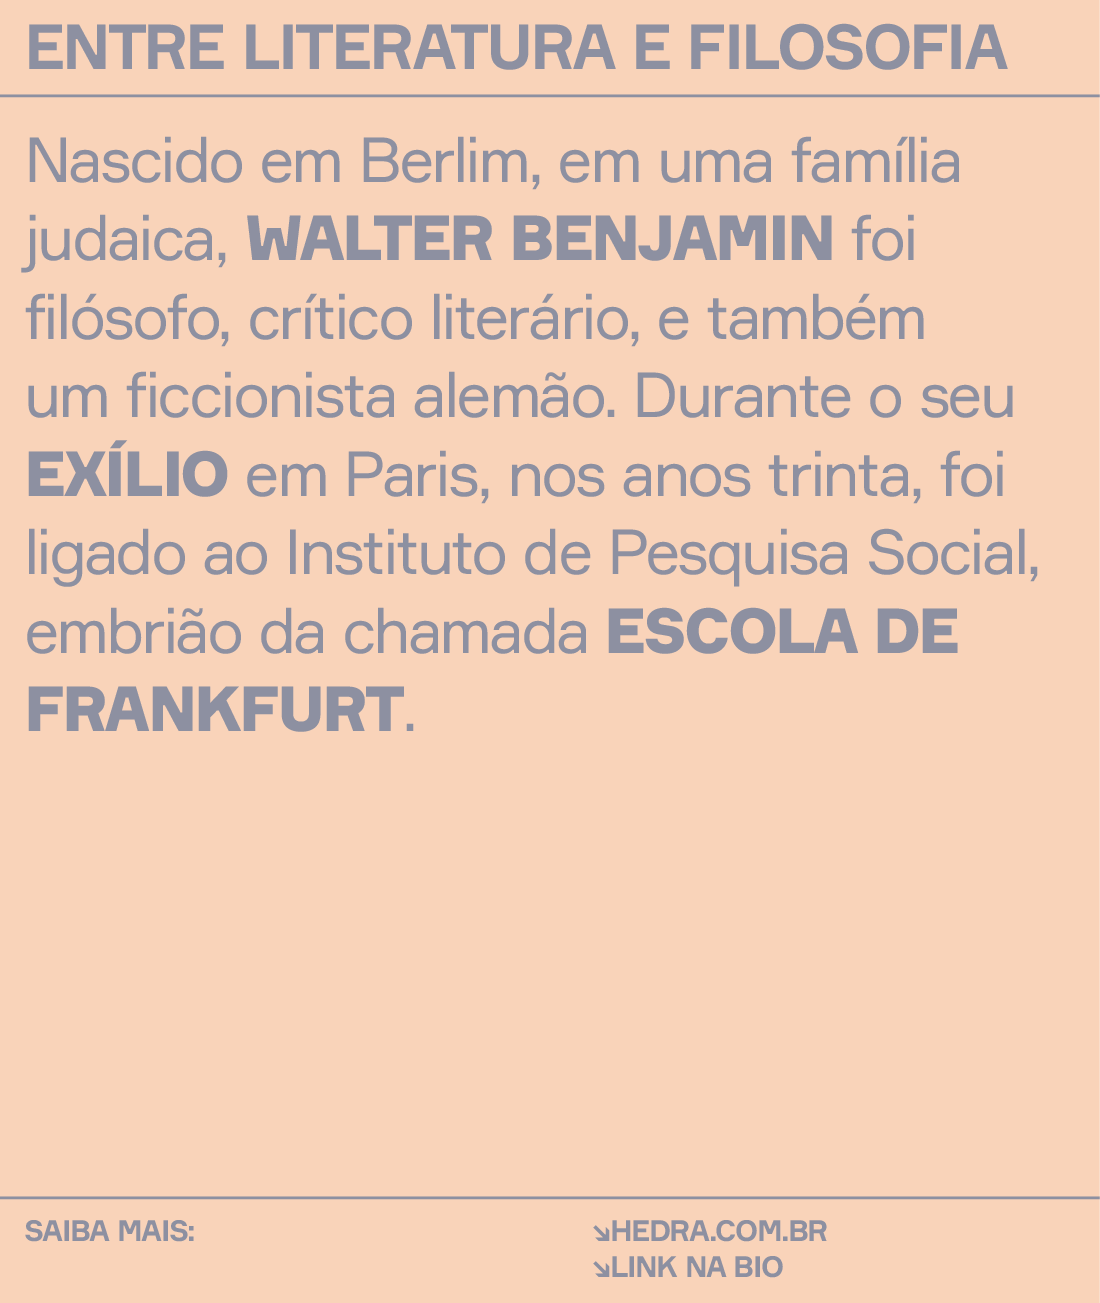 ENTRE LITERATURA E FILOSOFIA
Nascido em Berlim, em uma família
judaica, WALTER BENJAMIN foi
filósofo, crítico literário, e também
um ficcionista alemão. Durante o seu
EXÍLIO em Paris, nos anos trinta, foi
ligado ao Instituto de Pesquisa Social,
embrião da chamada ESCOLA DE
FRANKFURT.
SAIBA MAIS:
↘HEDRA.COM.BR
↘LINK NA BIO